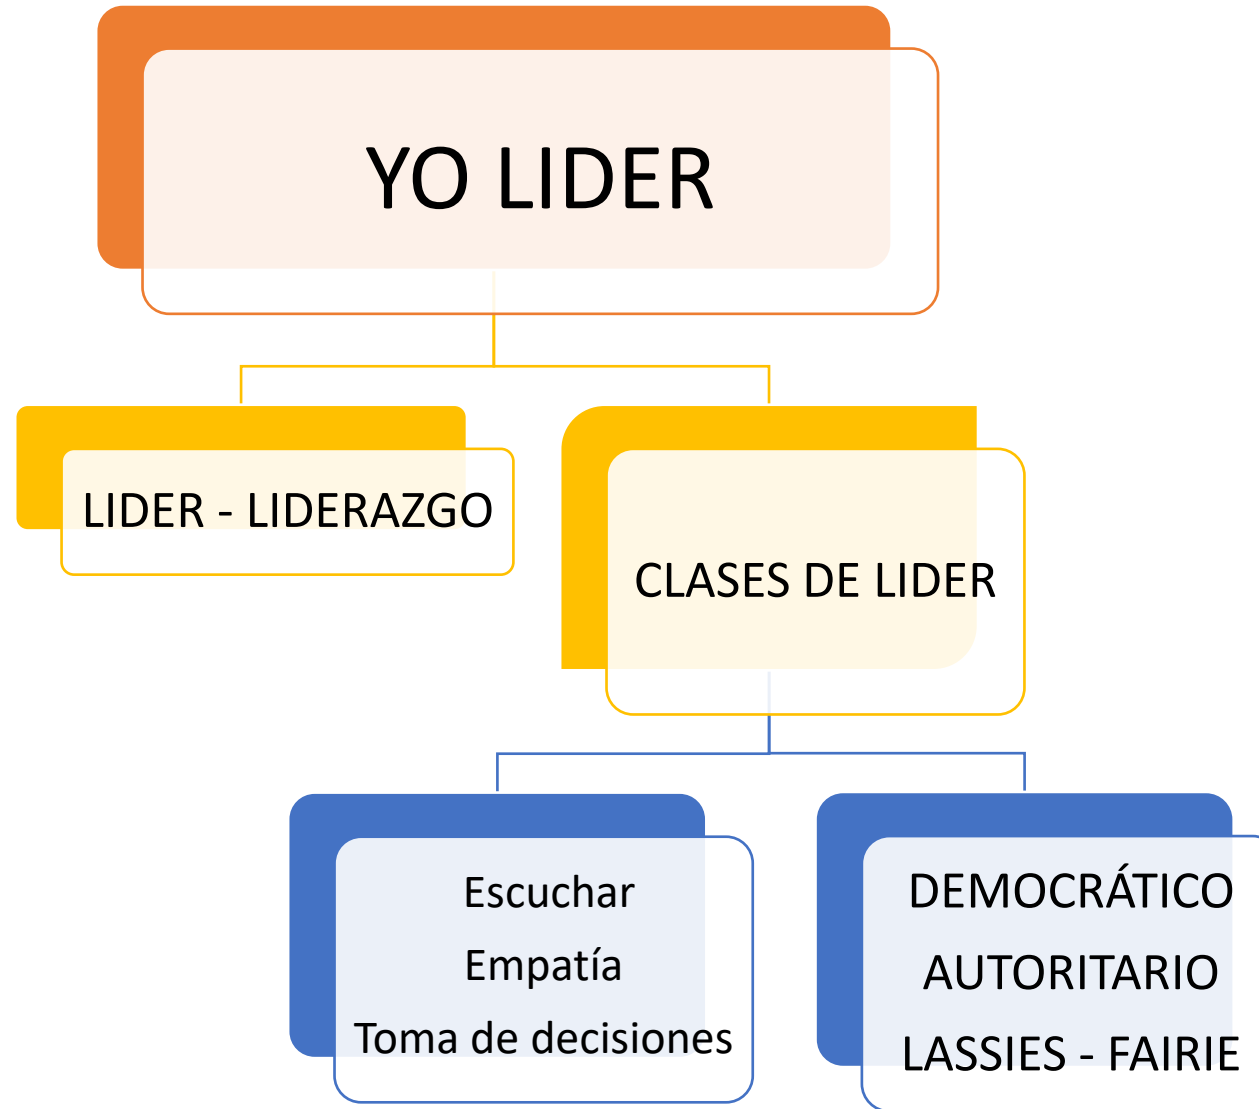 YO LIDER
LIDER - LIDERAZGO
CLASES DE LIDER
Escuchar
Empatía
Toma de decisiones
DEMOCRÁTICO
AUTORITARIO
LASSIES - FAIRIE